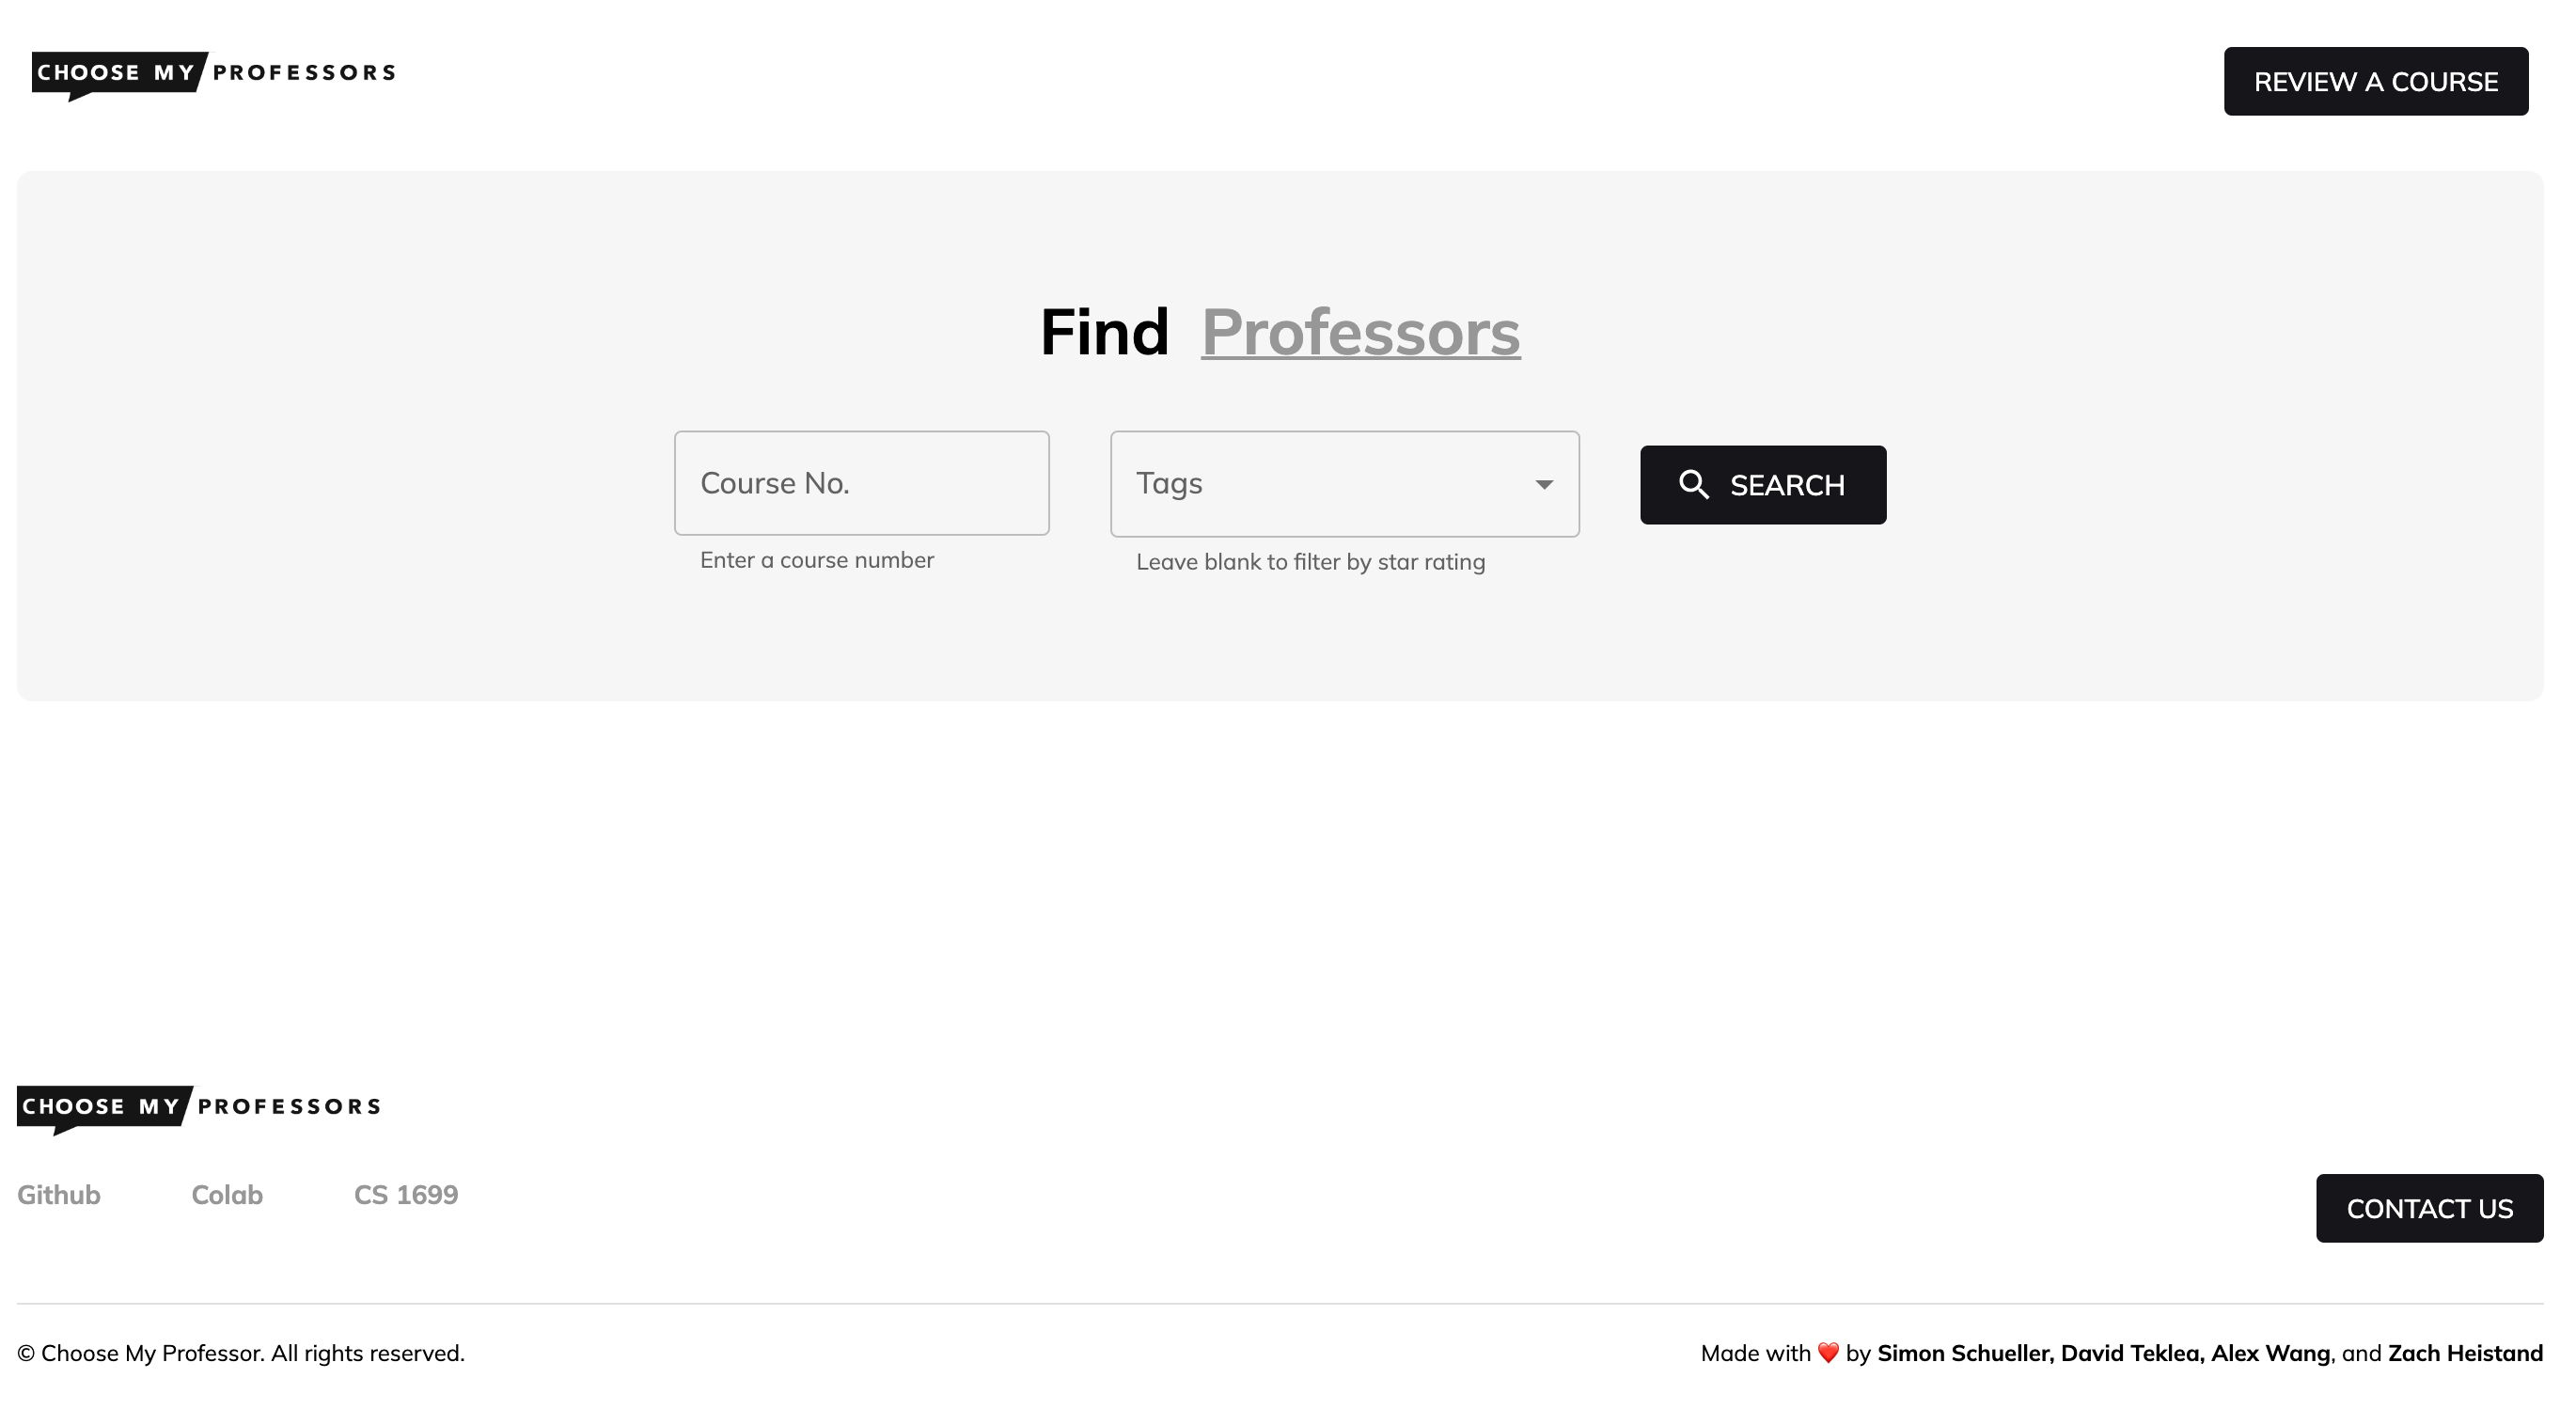 CHOOSE MY PROFESSORS
REVIEW A COURSE
Find Professors
Course No.
Tags
SEARCH
Enter a course number
Leave blank to filter by star rating
CHOOSE MY PROFESSORS
Github
Colab
CS 1699
CONTACT US
© Choose My Professor. All rights reserved.
Made with ❤️ by Simon Schueller, David Teklea, Alex Wang, and Zach Heistand